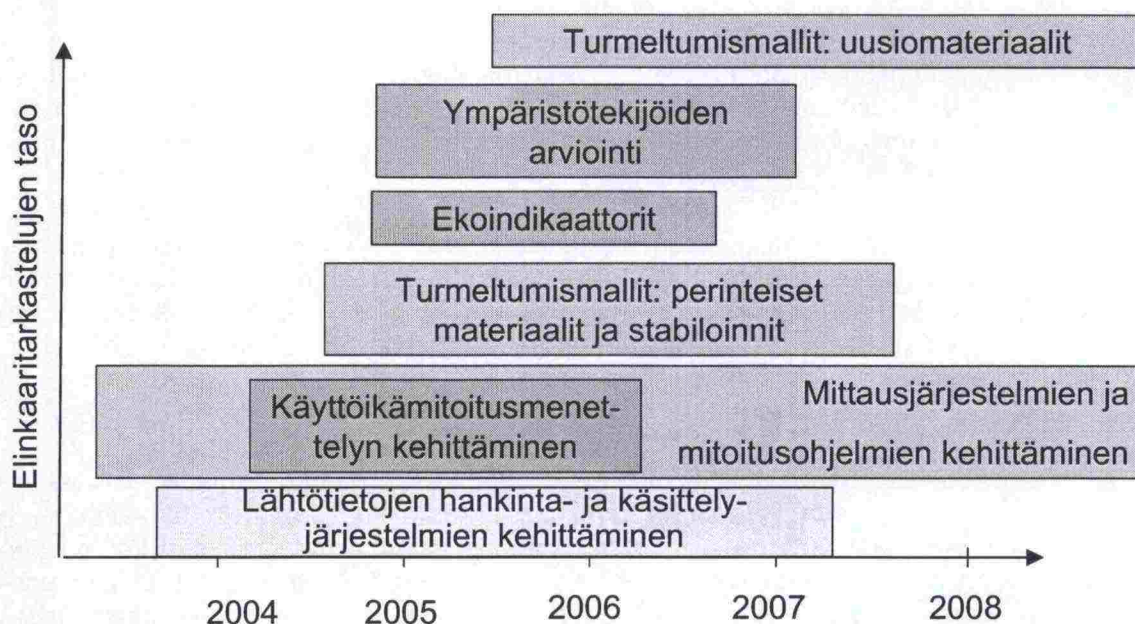 Turmeltumismallit: uusiomateriaalit
Ympäristötekijöiden
arviointi
Ekoindikaattorit
Turmeltumismallit: perinteiset
materiaalit ja stabiloinnit
Käyttöikämitoitusmenet-
telyn kehittäminen
Mittausjärjestelmien ja
mitoitusohjelmien kehittäminen
Lähtötietojen hankinta- ja käsittely-
järjestelmien kehittäminen
Elinkaaritarkastelujen taso
2004 2005 2006 2007 2008